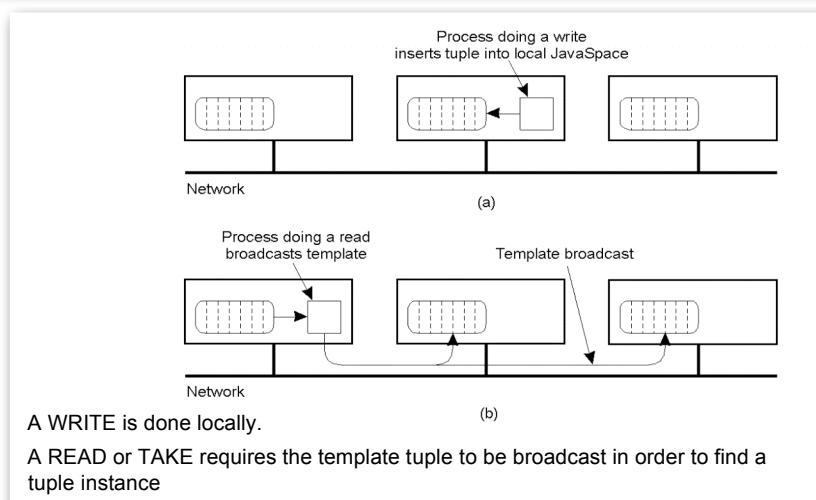 Process doing a write
inserts tuple into local JavaSpace
Network
(a)
Process doing a read
broadcasts template
Template broadcast
Network
(b)
A WRITE is done locally.
A READ or TAKE requires the template tuple to be broadcast in order to find a
tuple instance